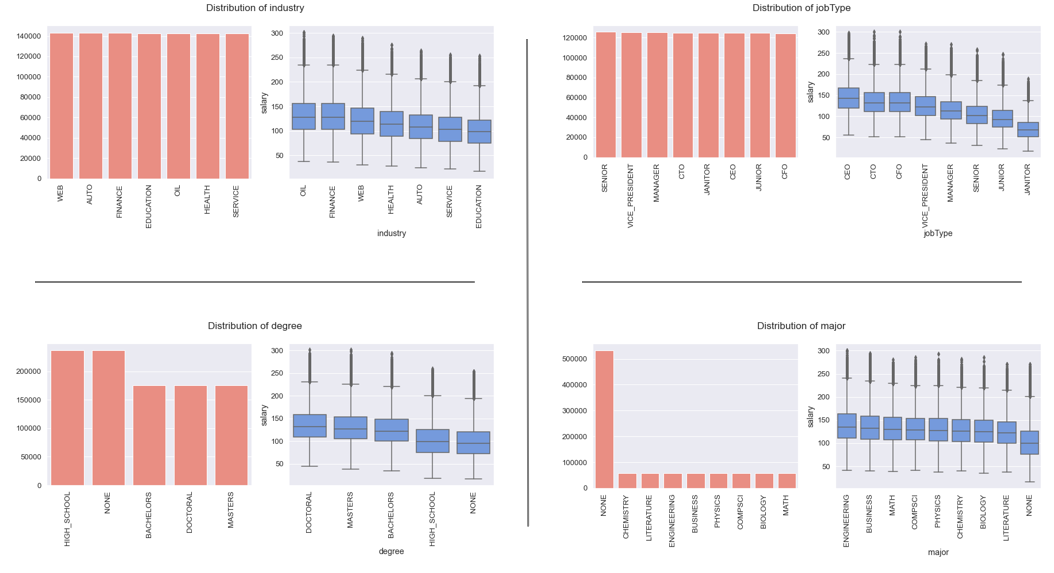 Distribution of industry
140000
120000
100000
80000
60000
40000
20000
0
WEB
AUTO
FINANCE
EDUCATION
OIL
HEALTH
SERVICE
salary
300
250
200
150
100
50
OIL
FINANCE
WEB
HEALTH
AUTO
SERVICE
EDUCATION
industry
Distribution of jobType
120000
100000
80000
60000
40000
20000
0
SENIOR
VICE_PRESIDENT
MANAGER
CTO
JANITOR
CEO
JUNIOR
CFO
salary
300
250
200
150
100
50
CEO
CTO
CFO
VICE_PRESIDENT
MANAGER
SENIOR
JUNIOR
JANITOR
jobType
Distribution of degree
200000
150000
100000
50000
0
HIGH_SCHOOL
NONE
BACHELORS
DOCTORAL
MASTERS
salary
300
250
200
150
100
50
DOCTORAL
MASTERS
BACHELORS
HIGH_SCHOOL
NONE
degree
Distribution of major
500000
400000
300000
200000
100000
0
NONE
CHEMISTRY
LITERATURE
ENGINEERING
BUSINESS
PHYSICS
COMPSCI
BIOLOGY
MATH
salary
300
250
200
150
100
50
ENGINEERING
BUSINESS
MATH
COMPSCI
PHYSICS
CHEMISTRY
BIOLOGY
LITERATURE
NONE
major